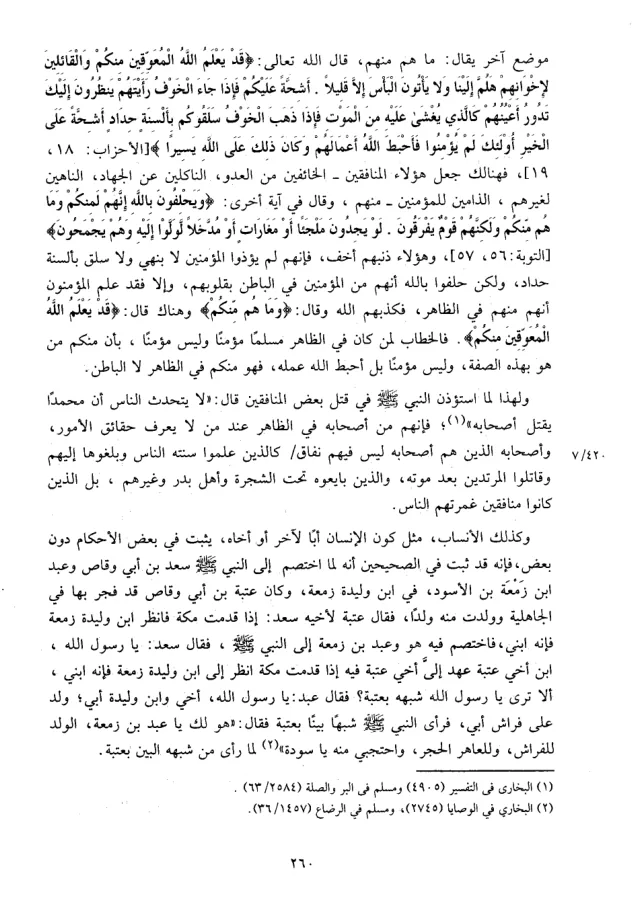 موضع آخر يقال: ما هم منهم، قال الله تعالى: ﴿قَدْ يَعْلَمُ اللَّهُ الْمُعَوِّقِينَ مِنكُمْ وَالْقَائِلِينَ
لِإِخْوَانِهِمْ هَلُمَّ إِلَيْنَا وَلا يَأْتُونَ الْبَأْسَ إِلاَّ قَلِيلاً . أَشِحَّةً عَلَيْكُمْ فَإِذَا جَاءَ الْخَوْفُ رَأَيْتَهُمْ يَنظُرُونَ إِلَيْكَ
تَدُورُ أَعْيُنُهُمْ كَالَّذِي يُغْشَىٰ عَلَيْهِ مِنَ الْمَوْتِ فَإِذَا ذَهَبَ الْخَوْفُ سَلَقُوكُم بِأَلْسِنَةٍ حِدَادٍ أَشِحَّةً عَلَى
الْخَيْرِ أُوْلَئِكَ لَمْ يُؤْمِنُوا فَأَحْبَطَ اللَّهُ أَعْمَالَهُمْ وَكَانَ ذَلِكَ عَلَى اللَّهِ يَسِيرًا﴾ [الأحزاب: ١٨،
١٩]، فهنالك جعل هؤلاء المنافقين ـ الخائفين من العدو، الناكلين عن الجهاد، الناهين
لغيرهم، الذامين للمؤمنين ـ منهم، وقال في آية أخرى: ﴿وَيَحْلِفُونَ بِاللَّهِ إِنَّهُمْ لَمِنكُمْ وَمَا
هُم مِّنكُمْ وَلَكِنَّهُمْ قَوْمٌ يَفْرَقُونَ . لَوْ يَجِدُونَ مَلْجَئًا أَوْ مَغَارَاتٍ أَوْ مُدَّخَلاً لَّوَلَّوْا إِلَيْهِ وَهُمْ يَجْمَحُونَ﴾
[التوبة: ٥٦، ٥٧]، وهؤلاء ذنبهم أخف، فإنهم لم يؤذوا المؤمنين لا بنهي ولا سلق بألسنة
حداد، ولكن حلفوا بالله أنهم من المؤمنين في الباطن بقلوبهم، وإلا فقد علم المؤمنون
أنهم منهم في الظاهر، فكذبهم الله وقال: ﴿وَمَا هُم مِّنكُمْ﴾ وهناك قال: ﴿قَدْ يَعْلَمُ اللَّهُ
الْمُعَوِّقِينَ مِنكُمْ﴾. فالخطاب لمن كان في الظاهر مسلمًا مؤمنًا وليس مؤمنًا، بأن منكم من
هو بهذه الصفة، وليس مؤمنًا بل أحبط الله عمله، فهو منكم في الظاهر لا الباطن.
ولهذا لما استؤذن النبي ﷺ في قتل بعض المنافقين قال: «لا يتحدث الناس أن محمدًا
يقتل أصحابه»(١)؛ فإنهم من أصحابه في الظاهر عند من لا يعرف حقائق الأمور،
وأصحابه الذين هم أصحابه ليس فيهم نفاق/ كالذين علموا سنته الناس وبلغوها إليهم
٧/٤٢٠
وقاتلوا المرتدين بعد موته، والذين بايعوه تحت الشجرة وأهل بدر وغيرهم، بل الذين
كانوا منافقين غمرتهم الناس.
وكذلك الأنساب، مثل كون الإنسان أبًا لآخر أو أخاه، يثبت في بعض الأحكام دون
بعض، فإنه قد ثبت في الصحيحين أنه لما اختصم إلى النبي ﷺ سعد بن أبي وقاص وعبد
ابن زَمْعَة بن الأسود، في ابن وليدة زمعة، وكان عتبة بن أبي وقاص قد فجر بها في
الجاهلية وولدت منه ولدًا، فقال عتبة لأخيه سعد: إذا قدمت مكة فانظر ابن وليدة زمعة
فإنه ابني، فاختصم فيه هو وعبد بن زمعة إلى النبي ﷺ ، فقال سعد: يا رسول الله ،
ابن أخي عتبة عهد إليَّ أخي عتبة فيه إذا قدمت مكة انظر إلى ابن وليدة زمعة فإنه ابني ،
ألا ترى يا رسول الله شبهه بعتبة؟ فقال عبد: يا رسول الله، أخي وابن وليدة أبي؛ ولد
على فراش أبي، فرأى النبي ﷺ شبهًا بينًا بعتبة فقال: «هو لك يا عبد بن زمعة، الولد
للفراش، وللعاهر الحجر، واحتجبي منه يا سودة»(٢) لما رأى من شبهه البين بعتبة.
(١) البخارى فى التفسير (٤٩٠٥) ومسلم فى البر والصلة (٦٣/٢٥٨٤) .
(٢) البخاري في الوصايا (٢٧٤٥)، ومسلم في الرضاع (٣٦/١٤٥٧).
٢٦٠